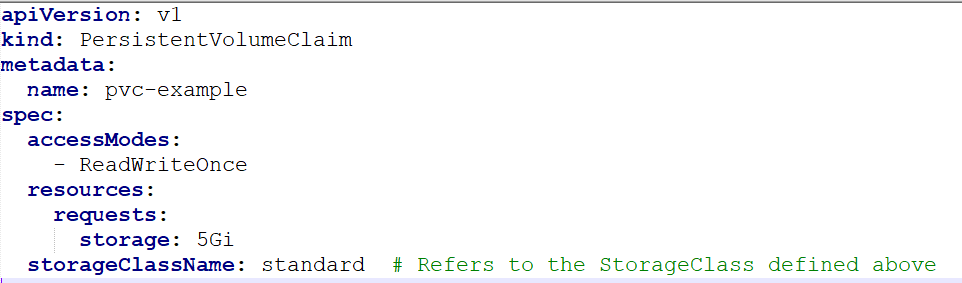 apiVersion: v1
kind: PersistentVolumeClaim
metadata:
  name: pvc-example
spec:
  accessModes:
    - ReadWriteOnce
  resources:
    requests:
      storage: 5Gi
  storageClassName: standard  # Refers to the StorageClass defined above